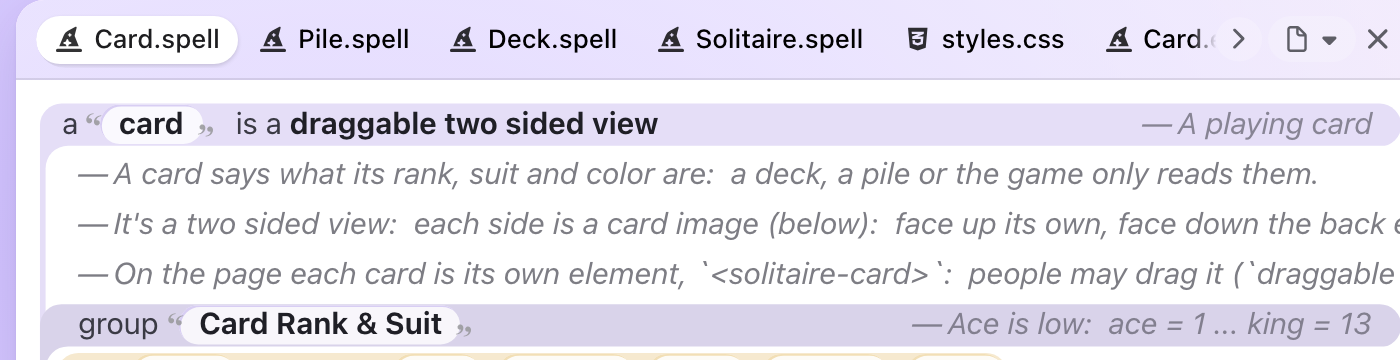 Card.spell Pile.spell Deck.spell Solitaire.spell styles.css Card.
a “ card ” is a draggable two sided view — A playing card
— A card says what its rank, suit and color are: a deck, a pile or the game only reads them.
— It's a two sided view: each side is a card image (below): face up its own, face down the back
— On the page each card is its own element, `<solitaire-card>`: people may drag it (`draggable
group “ Card Rank & Suit ” — Ace is low: ace = 1 … king = 13